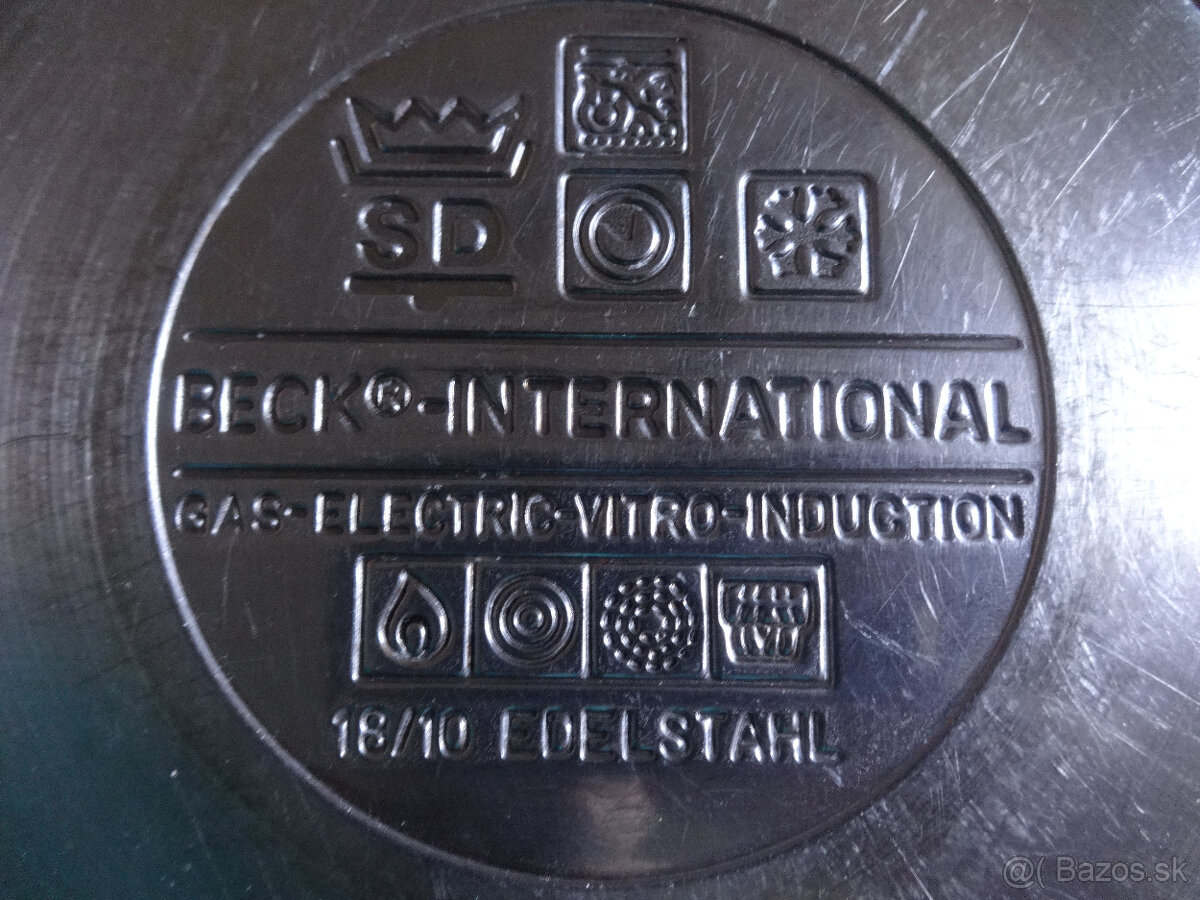 SD
BECK®-INTERNATIONAL
GAS-ELECTRIC-VITRO-INDUCTION
18/10 EDELSTAHL
@( Bazos.sk